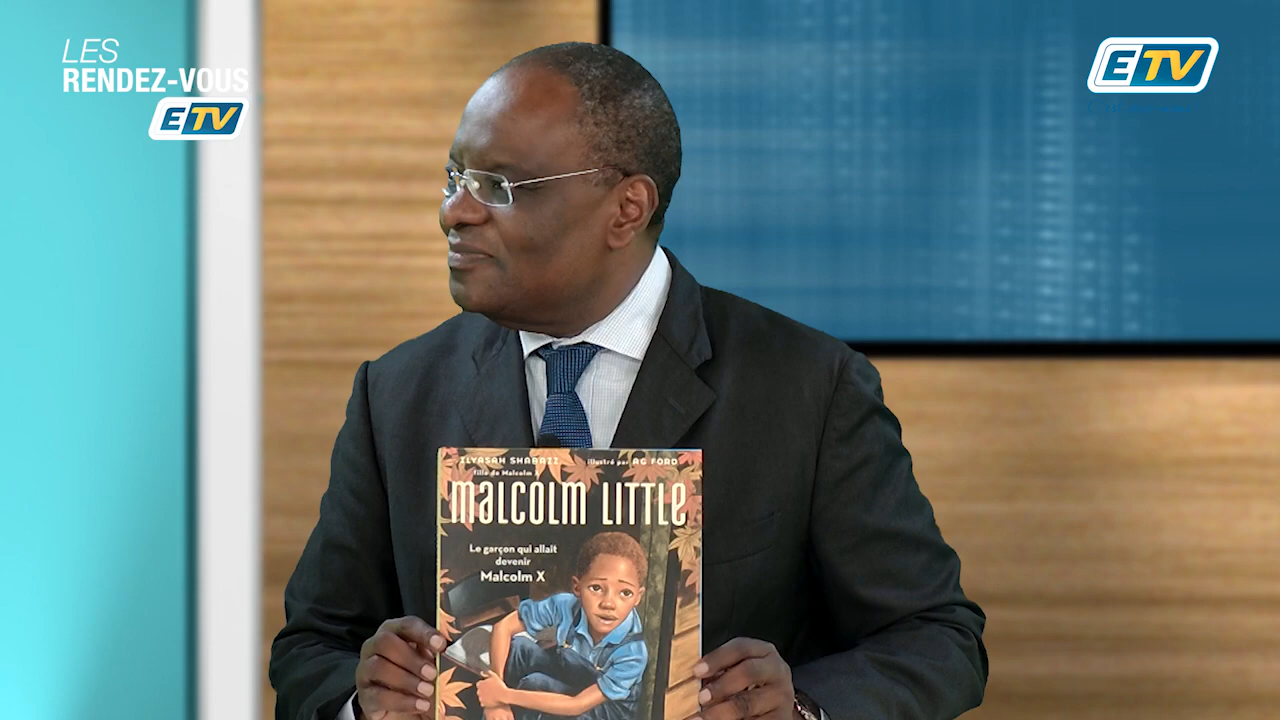 LES
RENDEZ-VOUS
ETV
ETV
ILYASAH SHABAZZ
fille de Malcolm X
illustré par AG FORD
MALCOLM LITTLE
Le garçon qui allait
devenir
Malcolm X